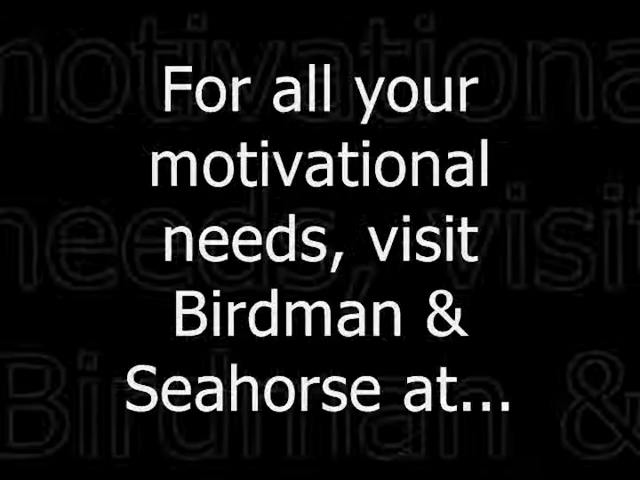 For all your
motivational
needs, visit
Birdman &
Seahorse at...